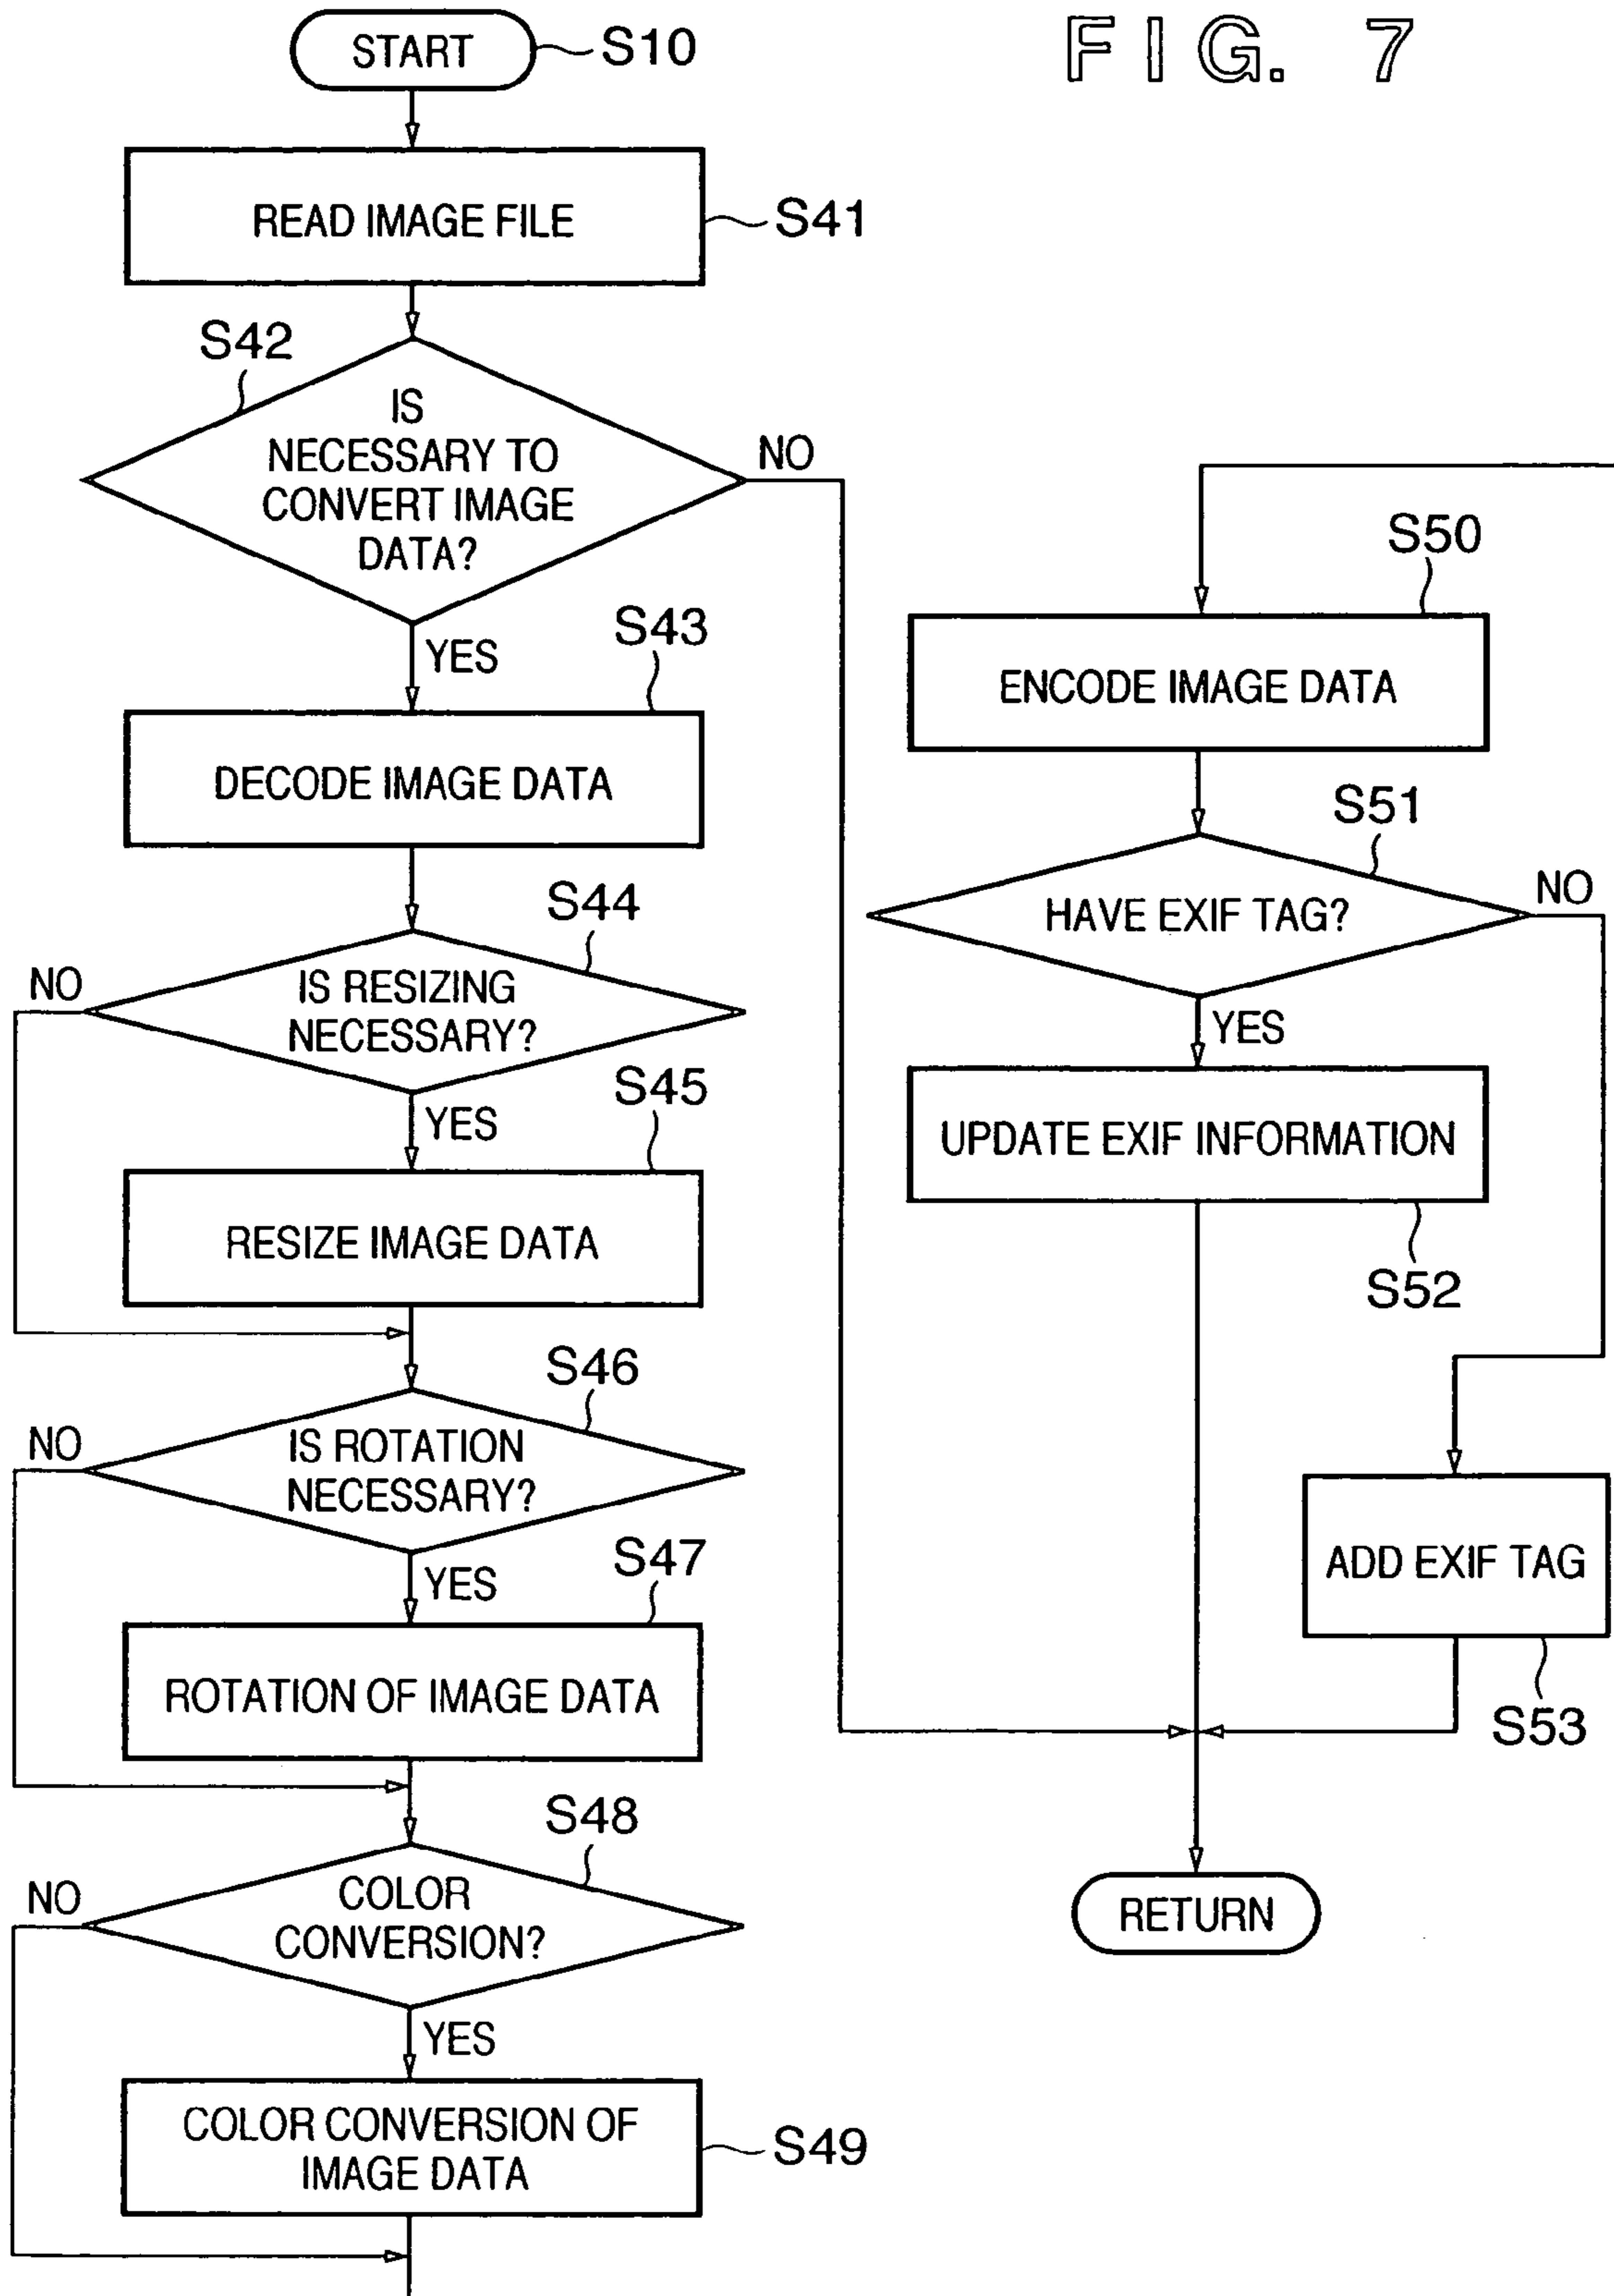 FIG. 7
START
S10
READ IMAGE FILE
S41
S42
IS
NECESSARY TO
CONVERT IMAGE
DATA?
NO
YES
S43
DECODE IMAGE DATA
S44
NO
IS RESIZING
NECESSARY?
YES
S45
RESIZE IMAGE DATA
S46
NO
IS ROTATION
NECESSARY?
YES
S47
ROTATION OF IMAGE DATA
S48
NO
COLOR
CONVERSION?
YES
COLOR CONVERSION OF
IMAGE DATA
S49
S50
ENCODE IMAGE DATA
S51
HAVE EXIF TAG?
NO
YES
UPDATE EXIF INFORMATION
S52
ADD EXIF TAG
S53
RETURN